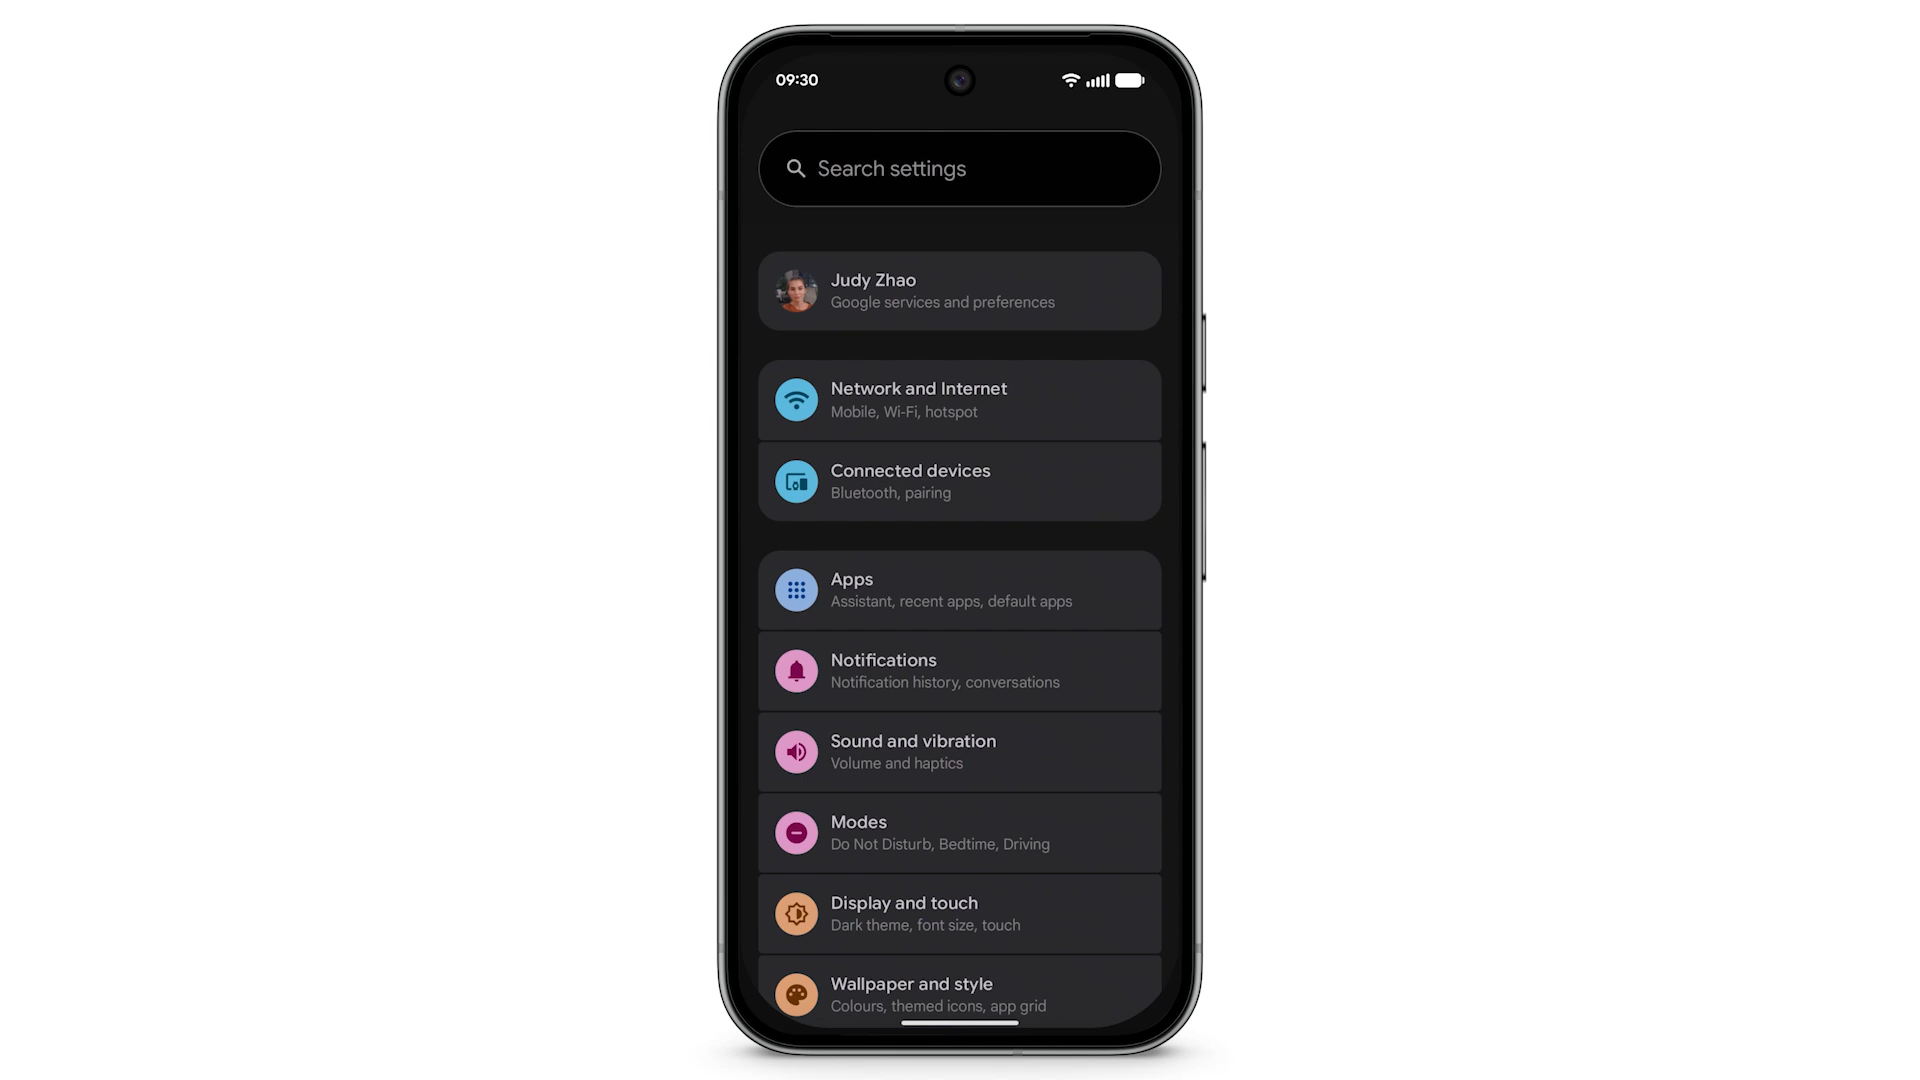 09:30
Search settings
Judy Zhao
Google services and preferences
Network and Internet
Mobile, Wi-Fi, hotspot
Connected devices
Bluetooth, pairing
Apps
Assistant, recent apps, default apps
Notifications
Notification history, conversations
Sound and vibration
Volume and haptics
Modes
Do Not Disturb, Bedtime, Driving
Display and touch
Dark theme, font size, touch
Wallpaper and style
Colours, themed icons, app grid